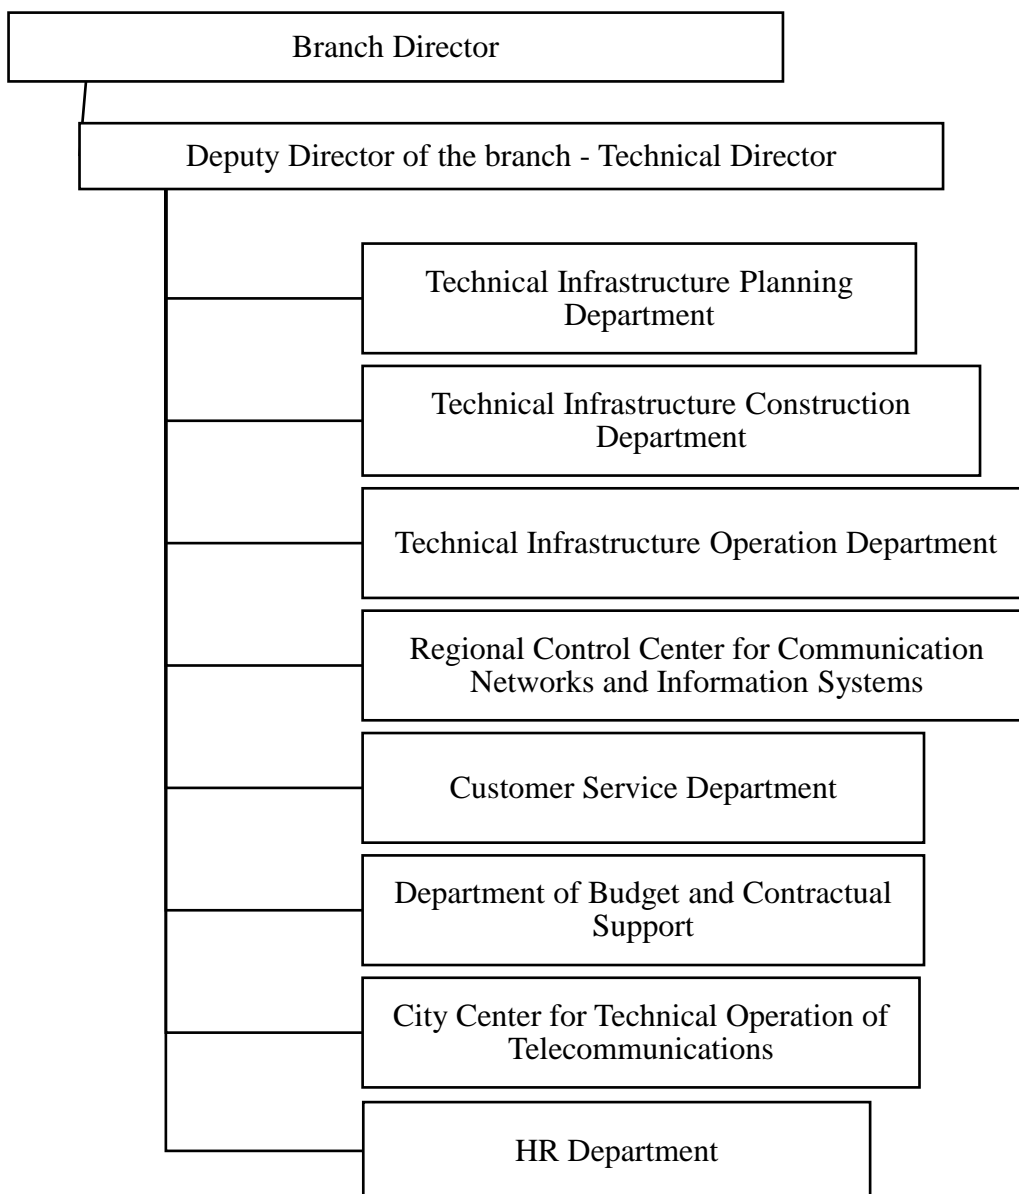 Branch Director
Deputy Director of the branch - Technical Director
Technical Infrastructure Planning
Department
Technical Infrastructure Construction
Department
Technical Infrastructure Operation Department
Regional Control Center for Communication
Networks and Information Systems
Customer Service Department
Department of Budget and Contractual
Support
City Center for Technical Operation of
Telecommunications
HR Department